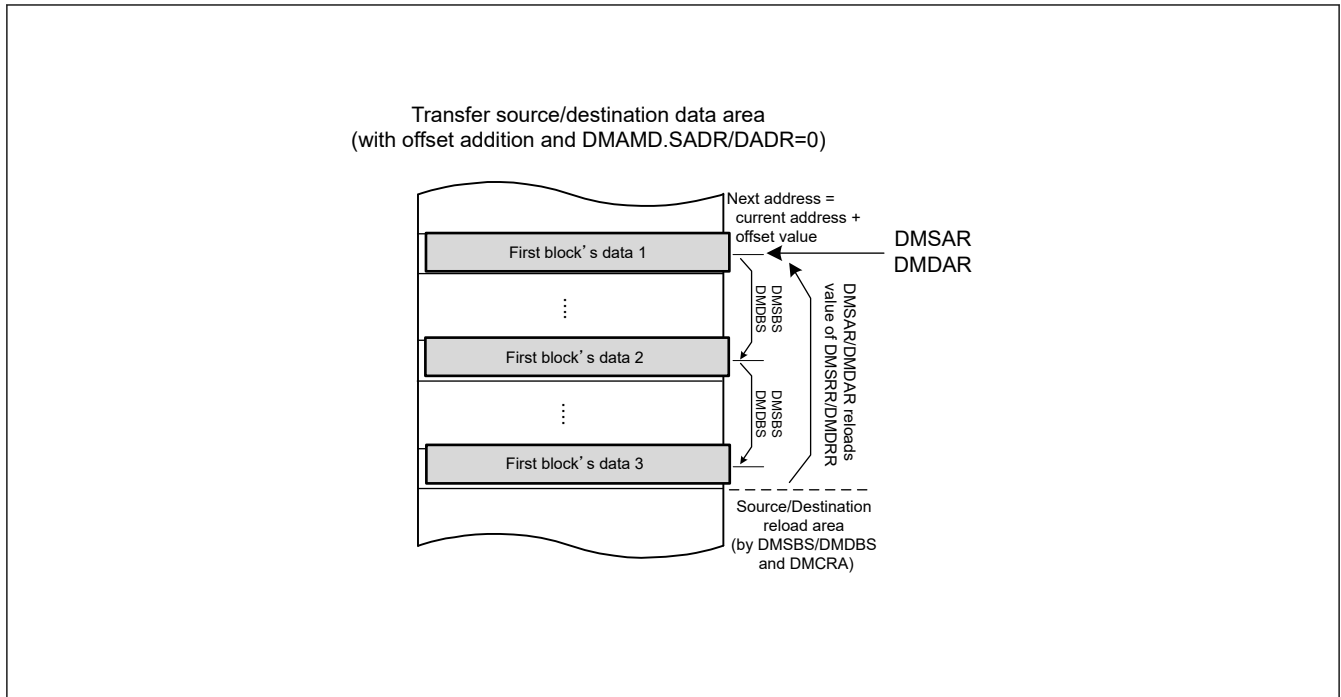 Transfer source/destination data area
(with offset addition and DMAMD.SADR/DADR=0)
Next address =
current address +
offset value
DMSAR
DMDAR
First block’s data 1
DMSBS
DMDBS
DMSAR/DMDAR reloads
value of DMSRR/DMDRR
First block’s data 2
DMSBS
DMDBS
First block’s data 3
Source/Destination
reload area
(by DMSBS/DMDBS
and DMCRA)